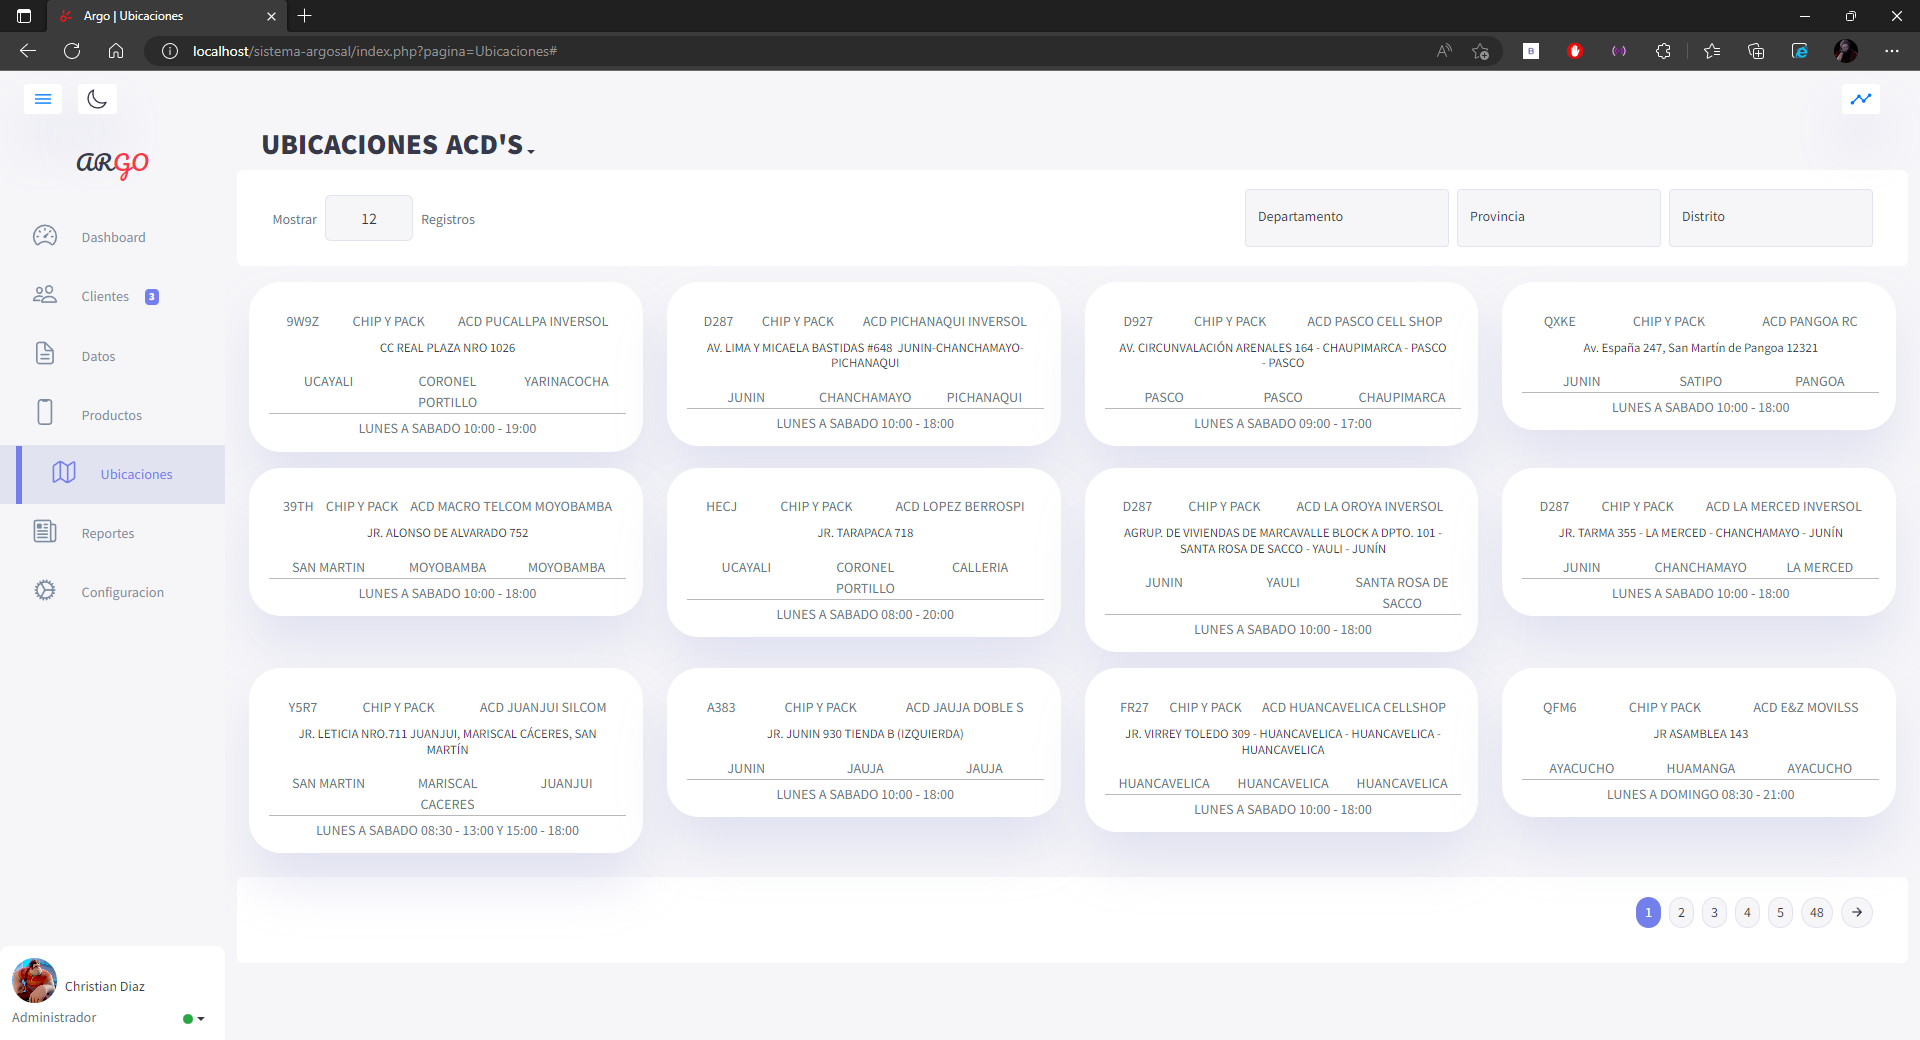 Argo | Ubicaciones
localhost/sistema-argosal/index.php?pagina=Ubicaciones#
ARGO
Dashboard
Clientes 3
Datos
Productos
Ubicaciones
Reportes
Configuracion
Christian Diaz
Administrador
UBICACIONES ACD'S
Mostrar 12 Registros
Departamento Provincia Distrito
9W9Z CHIP Y PACK ACD PUCALLPA INVERSOL
CC REAL PLAZA NRO 1026
UCAYALI CORONEL YARINACOCHA
PORTILLO
LUNES A SABADO 10:00 - 19:00
D287 CHIP Y PACK ACD PICHANAQUI INVERSOL
AV. LIMA Y MICAELA BASTIDAS #648 JUNIN-CHANCHAMAYO-
PICHANAQUI
JUNIN CHANCHAMAYO PICHANAQUI
LUNES A SABADO 10:00 - 18:00
D927 CHIP Y PACK ACD PASCO CELL SHOP
AV. CIRCUNVALACIÓN ARENALES 164 - CHAUPIMARCA - PASCO
- PASCO
PASCO PASCO CHAUPIMARCA
LUNES A SABADO 09:00 - 17:00
QXKE CHIP Y PACK ACD PANGOA RC
Av. España 247, San Martín de Pangoa 12321
JUNIN SATIPO PANGOA
LUNES A SABADO 10:00 - 18:00
39TH CHIP Y PACK ACD MACRO TELCOM MOYOBAMBA
JR. ALONSO DE ALVARADO 752
SAN MARTIN MOYOBAMBA MOYOBAMBA
LUNES A SABADO 10:00 - 18:00
HECJ CHIP Y PACK ACD LOPEZ BERROSPI
JR. TARAPACA 718
UCAYALI CORONEL CALLERIA
PORTILLO
LUNES A SABADO 08:00 - 20:00
D287 CHIP Y PACK ACD LA OROYA INVERSOL
AGRUP. DE VIVIENDAS DE MARCAVALLE BLOCK A DPTO. 101 -
SANTA ROSA DE SACCO - YAULI - JUNÍN
JUNIN YAULI SANTA ROSA DE
SACCO
LUNES A SABADO 10:00 - 18:00
D287 CHIP Y PACK ACD LA MERCED INVERSOL
JR. TARMA 355 - LA MERCED - CHANCHAMAYO - JUNÍN
JUNIN CHANCHAMAYO LA MERCED
LUNES A SABADO 10:00 - 18:00
Y5R7 CHIP Y PACK ACD JUANJUI SILCOM
JR. LETICIA NRO.711 JUANJUI, MARISCAL CÁCERES, SAN
MARTÍN
SAN MARTIN MARISCAL JUANJUI
CACERES
LUNES A SABADO 08:30 - 13:00 Y 15:00 - 18:00
A383 CHIP Y PACK ACD JAUJA DOBLE S
JR. JUNIN 930 TIENDA B (IZQUIERDA)
JUNIN JAUJA JAUJA
LUNES A SABADO 10:00 - 18:00
FR27 CHIP Y PACK ACD HUANCAVELICA CELLSHOP
JR. VIRREY TOLEDO 309 - HUANCAVELICA - HUANCAVELICA -
HUANCAVELICA
HUANCAVELICA HUANCAVELICA HUANCAVELICA
LUNES A SABADO 10:00 - 18:00
QFM6 CHIP Y PACK ACD E&Z MOVILSS
JR ASAMBLEA 143
AYACUCHO HUAMANGA AYACUCHO
LUNES A DOMINGO 08:30 - 21:00
1 2 3 4 5 48